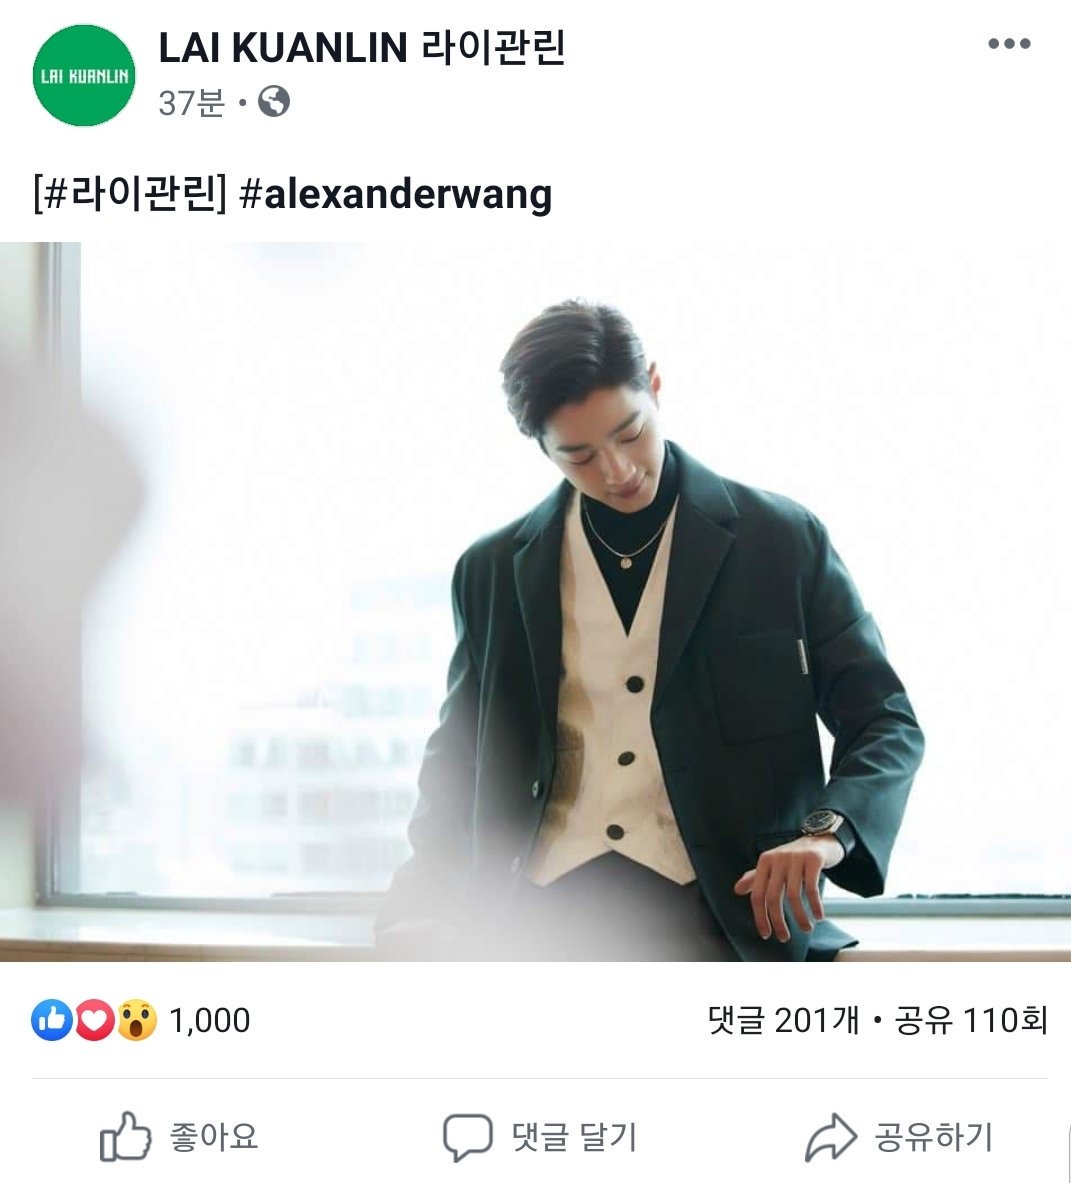 LAI KUANLIN
LAI KUANLIN 라이관린
37분 •
[#라이관린] #alexanderwang
1,000
댓글 201개 • 공유 110회
좋아요
댓글 달기
공유하기